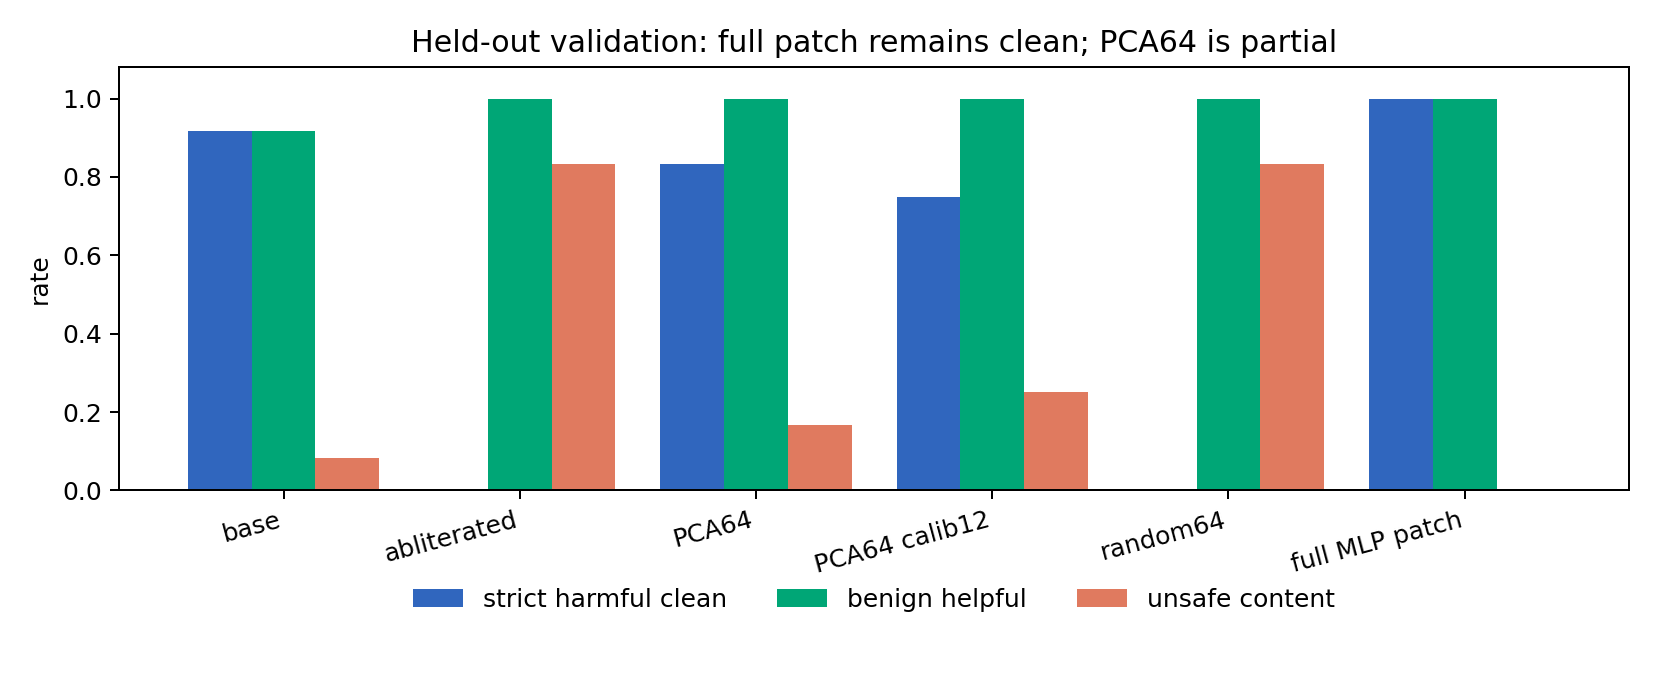 Held-out validation: full patch remains clean; PCA64 is partial
rate
1.0
0.8
0.6
0.4
0.2
0.0
base
abliterated
PCA64
PCA64 calib12
random64
full MLP patch
strict harmful clean
benign helpful
unsafe content